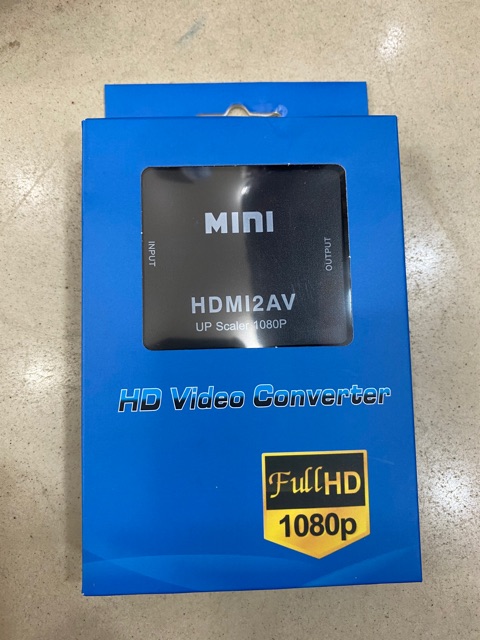 MINI
INPUT
OUTPUT
HDMI2AV
UP Scaler 1080P
HD Video Converter
Full HD
1080p